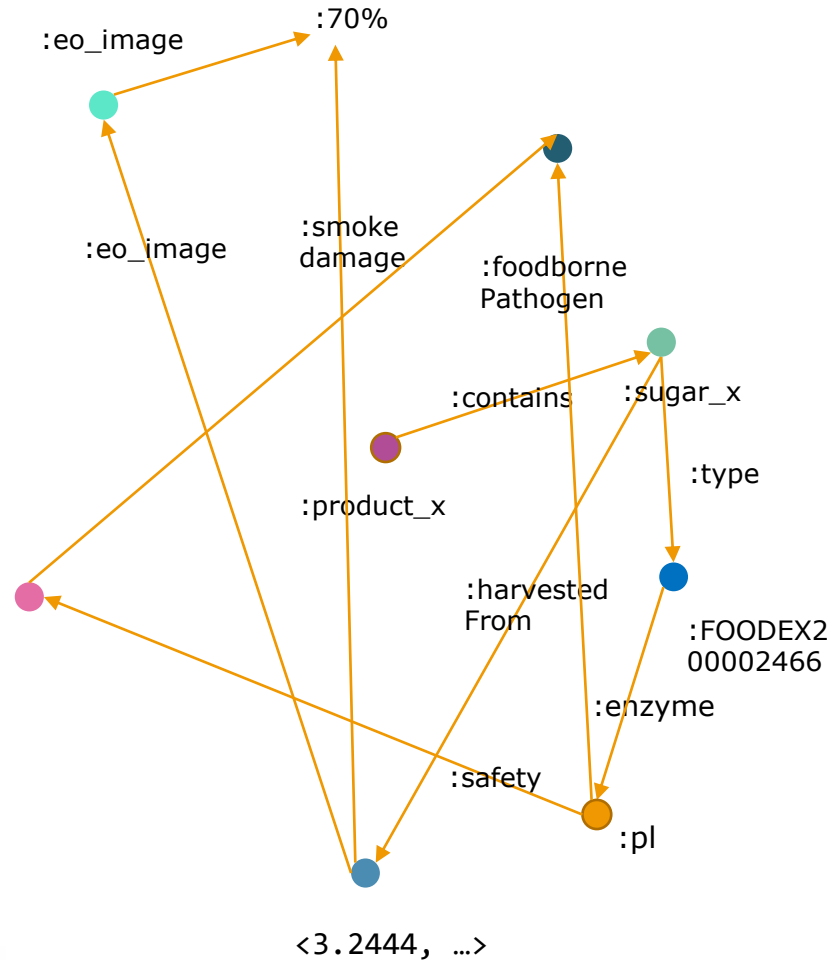 :70%
:eo_image
:smoke
damage
:eo_image
:foodborne
Pathogen
:contains
:sugar_x
:type
:product_x
:harvested
From
:FOODEX2
00002466
:enzyme
:safety
:pl
<3.2444, …>